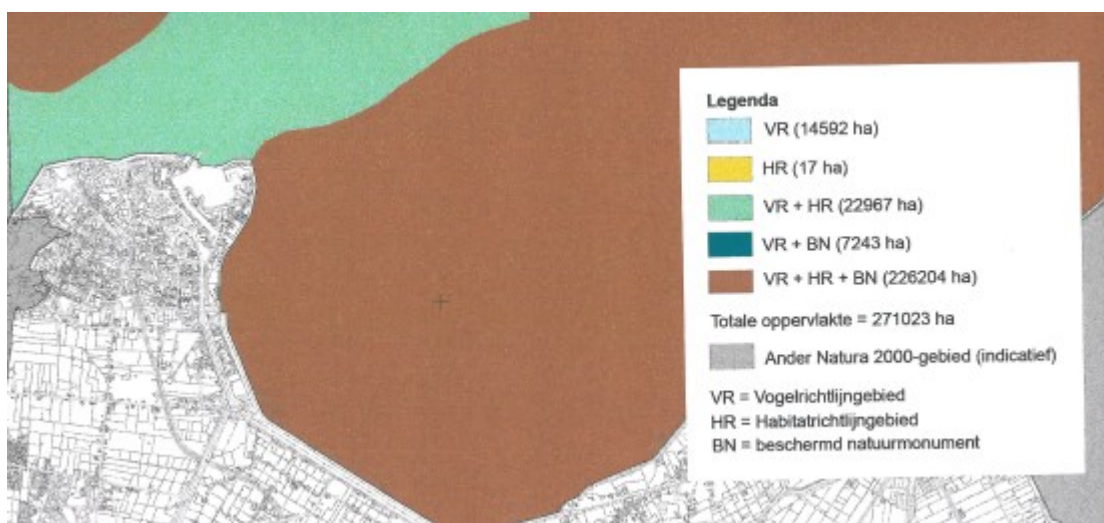 Legenda
VR (14592 ha)
HR (17 ha)
VR + HR (22967 ha)
VR + BN (7243 ha)
VR + HR + BN (226204 ha)
Totale oppervlakte = 271023 ha
Ander Natura 2000-gebied (indicatief)
VR = Vogelrichtlijngebied
HR = Habitatrichtlijngebied
BN = beschermd natuurmonument